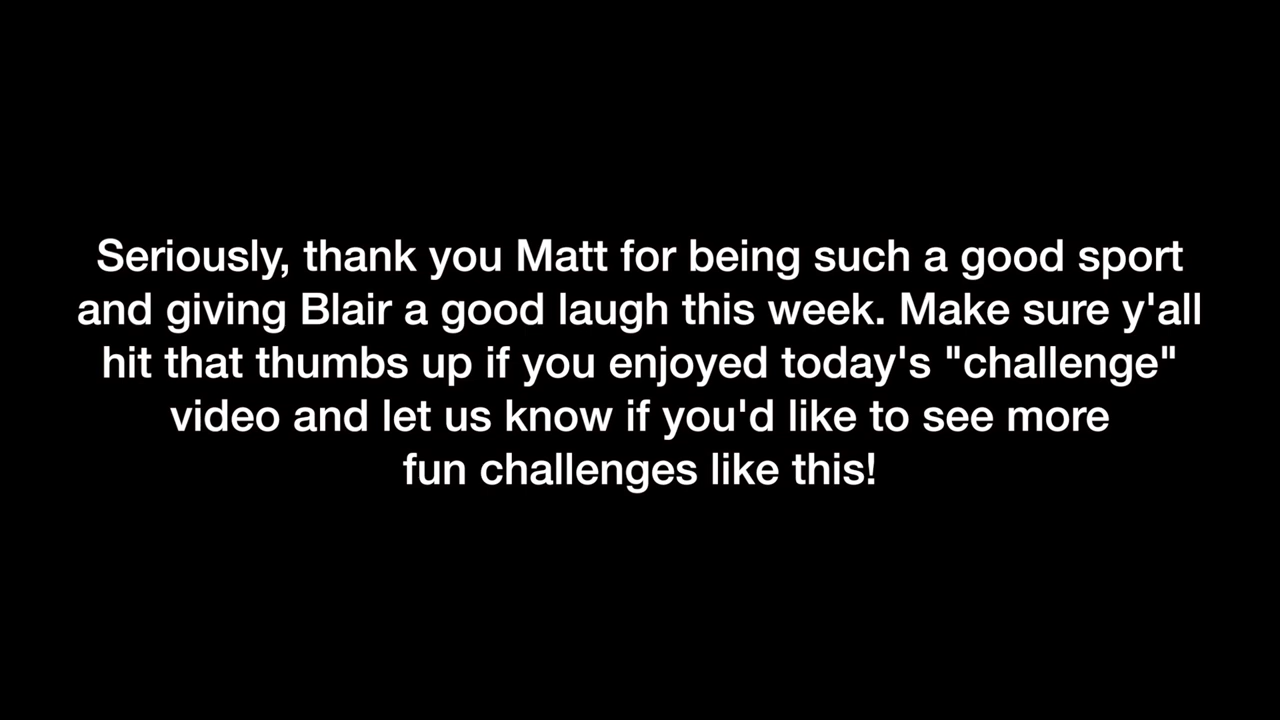 Seriously, thank you Matt for being such a good sport
and giving Blair a good laugh this week. Make sure y'all
hit that thumbs up if you enjoyed today's "challenge"
video and let us know if you'd like to see more
fun challenges like this!